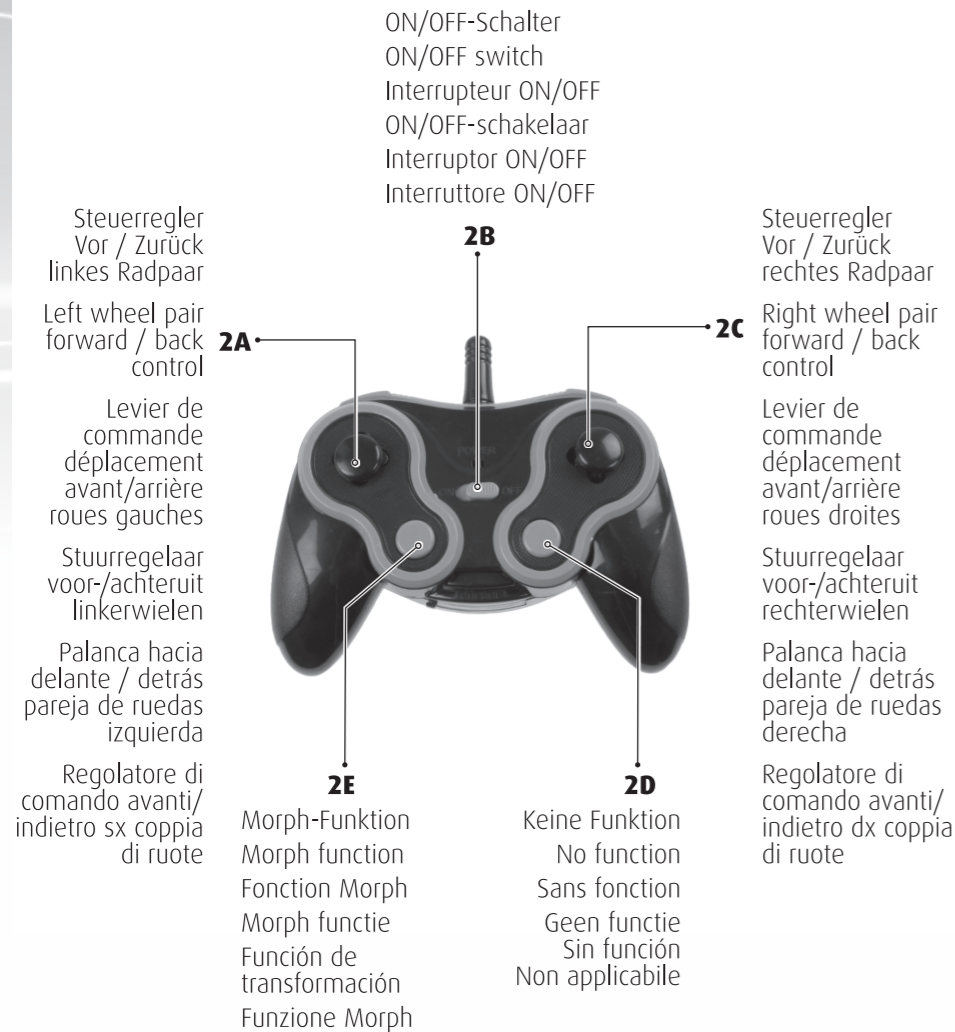 ON/OFF-Schalter
ON/OFF switch
Interrupteur ON/OFF
ON/OFF-schakelaar
Interruptor ON/OFF
Interruttore ON/OFF
2B
Steuerregler
Vor / Zurück
linkes Radpaar
Left wheel pair
forward / back
control
Levier de
commande
déplacement
avant/arrière
roues gauches
Stuurregelaar
voor-/achteruit
linkerwielen
Palanca hacia
delante / detrás
pareja de ruedas
izquierda
Regolatore di
comando avanti/
indietro sx coppia
di ruote
2A
2C
Steuerregler
Vor / Zurück
rechtes Radpaar
Right wheel pair
forward / back
control
Levier de
commande
déplacement
avant/arrière
roues droites
Stuurregelaar
voor-/achteruit
rechterwielen
Palanca hacia
delante / detrás
pareja de ruedas
derecha
Regolatore di
comando avanti/
indietro dx coppia
di ruote
POWER
ON OFF
2E
Morph-Funktion
Morph function
Fonction Morph
Morph functie
Función de
transformación
Funzione Morph
2D
Keine Funktion
No function
Sans fonction
Geen functie
Sin función
Non applicabile